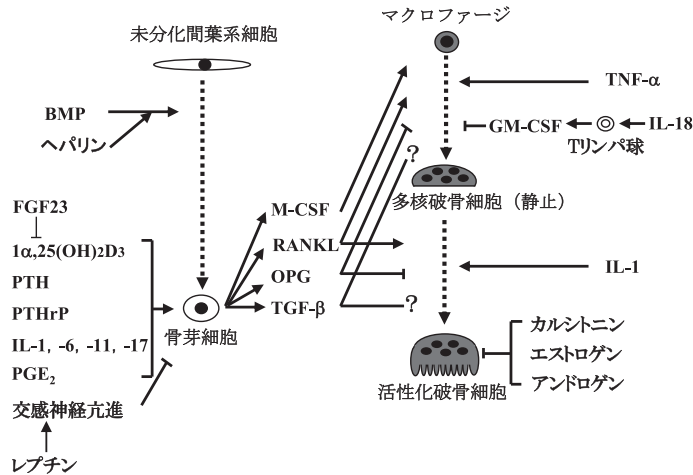 未分化間葉系細胞
BMP
ヘパリン
FGF23
1α,25(OH)₂D₃
PTH
PTHrP
IL-1, -6, -11, -17
PGE₂
交感神経亢進
レプチン
骨芽細胞
M-CSF
RANKL
OPG
TGF-β
?
?
マクロファージ
TNF-α
GM-CSF
IL-18
Tリンパ球
多核破骨細胞（静止）
IL-1
カルシトニン
エストロゲン
アンドロゲン
活性化破骨細胞